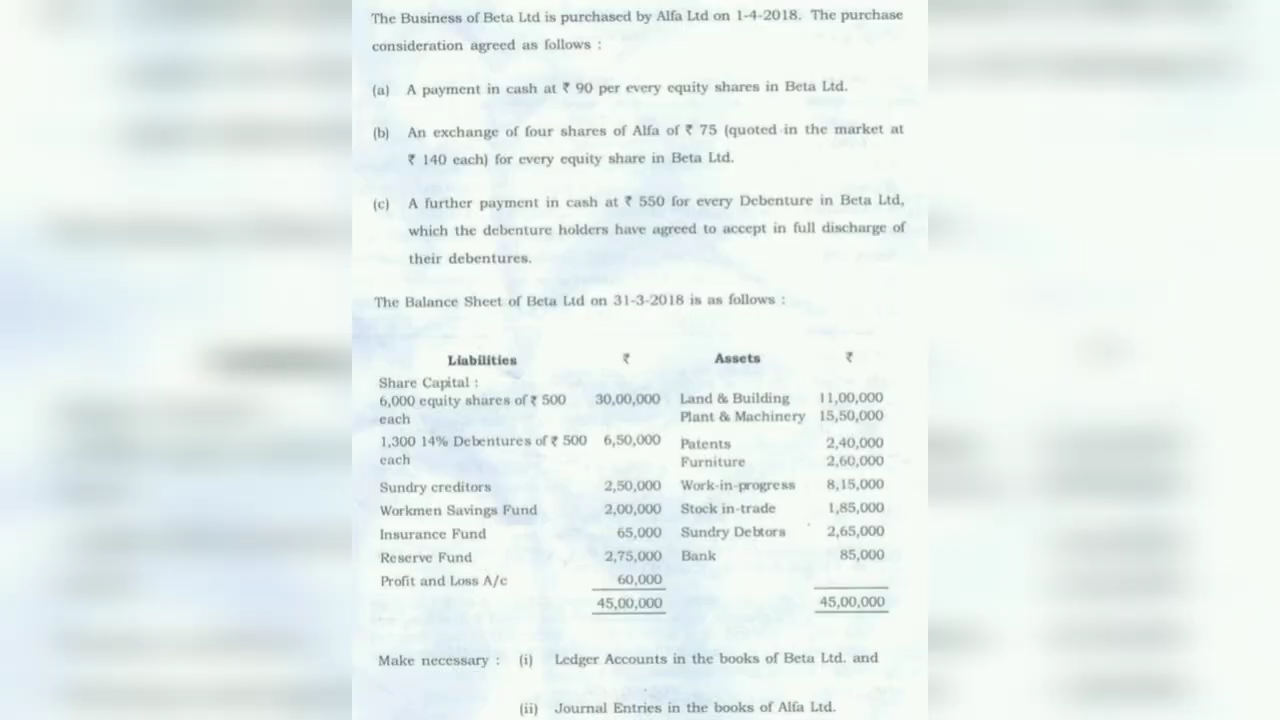 The Business of Beta Ltd is purchased by Alfa Ltd on 1-4-2018. The purchase
consideration agreed as follows :
(a) A payment in cash at ₹ 90 per every equity shares in Beta Ltd.
(b) An exchange of four shares of Alfa of ₹ 75 (quoted in the market at
₹ 140 each) for every equity share in Beta Ltd.
(c) A further payment in cash at ₹ 550 for every Debenture in Beta Ltd,
which the debenture holders have agreed to accept in full discharge of
their debentures.
The Balance Sheet of Beta Ltd on 31-3-2018 is as follows :
Liabilities ₹ Assets ₹
Share Capital :
6,000 equity shares of ₹ 500 30,00,000 Land & Building 11,00,000
each Plant & Machinery 15,50,000
1,300 14% Debentures of ₹ 500 6,50,000 Patents 2,40,000
each Furniture 2,60,000
Sundry creditors 2,50,000 Work-in-progress 8,15,000
Workmen Savings Fund 2,00,000 Stock in-trade 1,85,000
Insurance Fund 65,000 Sundry Debtors 2,65,000
Reserve Fund 2,75,000 Bank 85,000
Profit and Loss A/c 60,000
45,00,000 45,00,000
Make necessary : (i) Ledger Accounts in the books of Beta Ltd. and
(ii) Journal Entries in the books of Alfa Ltd.